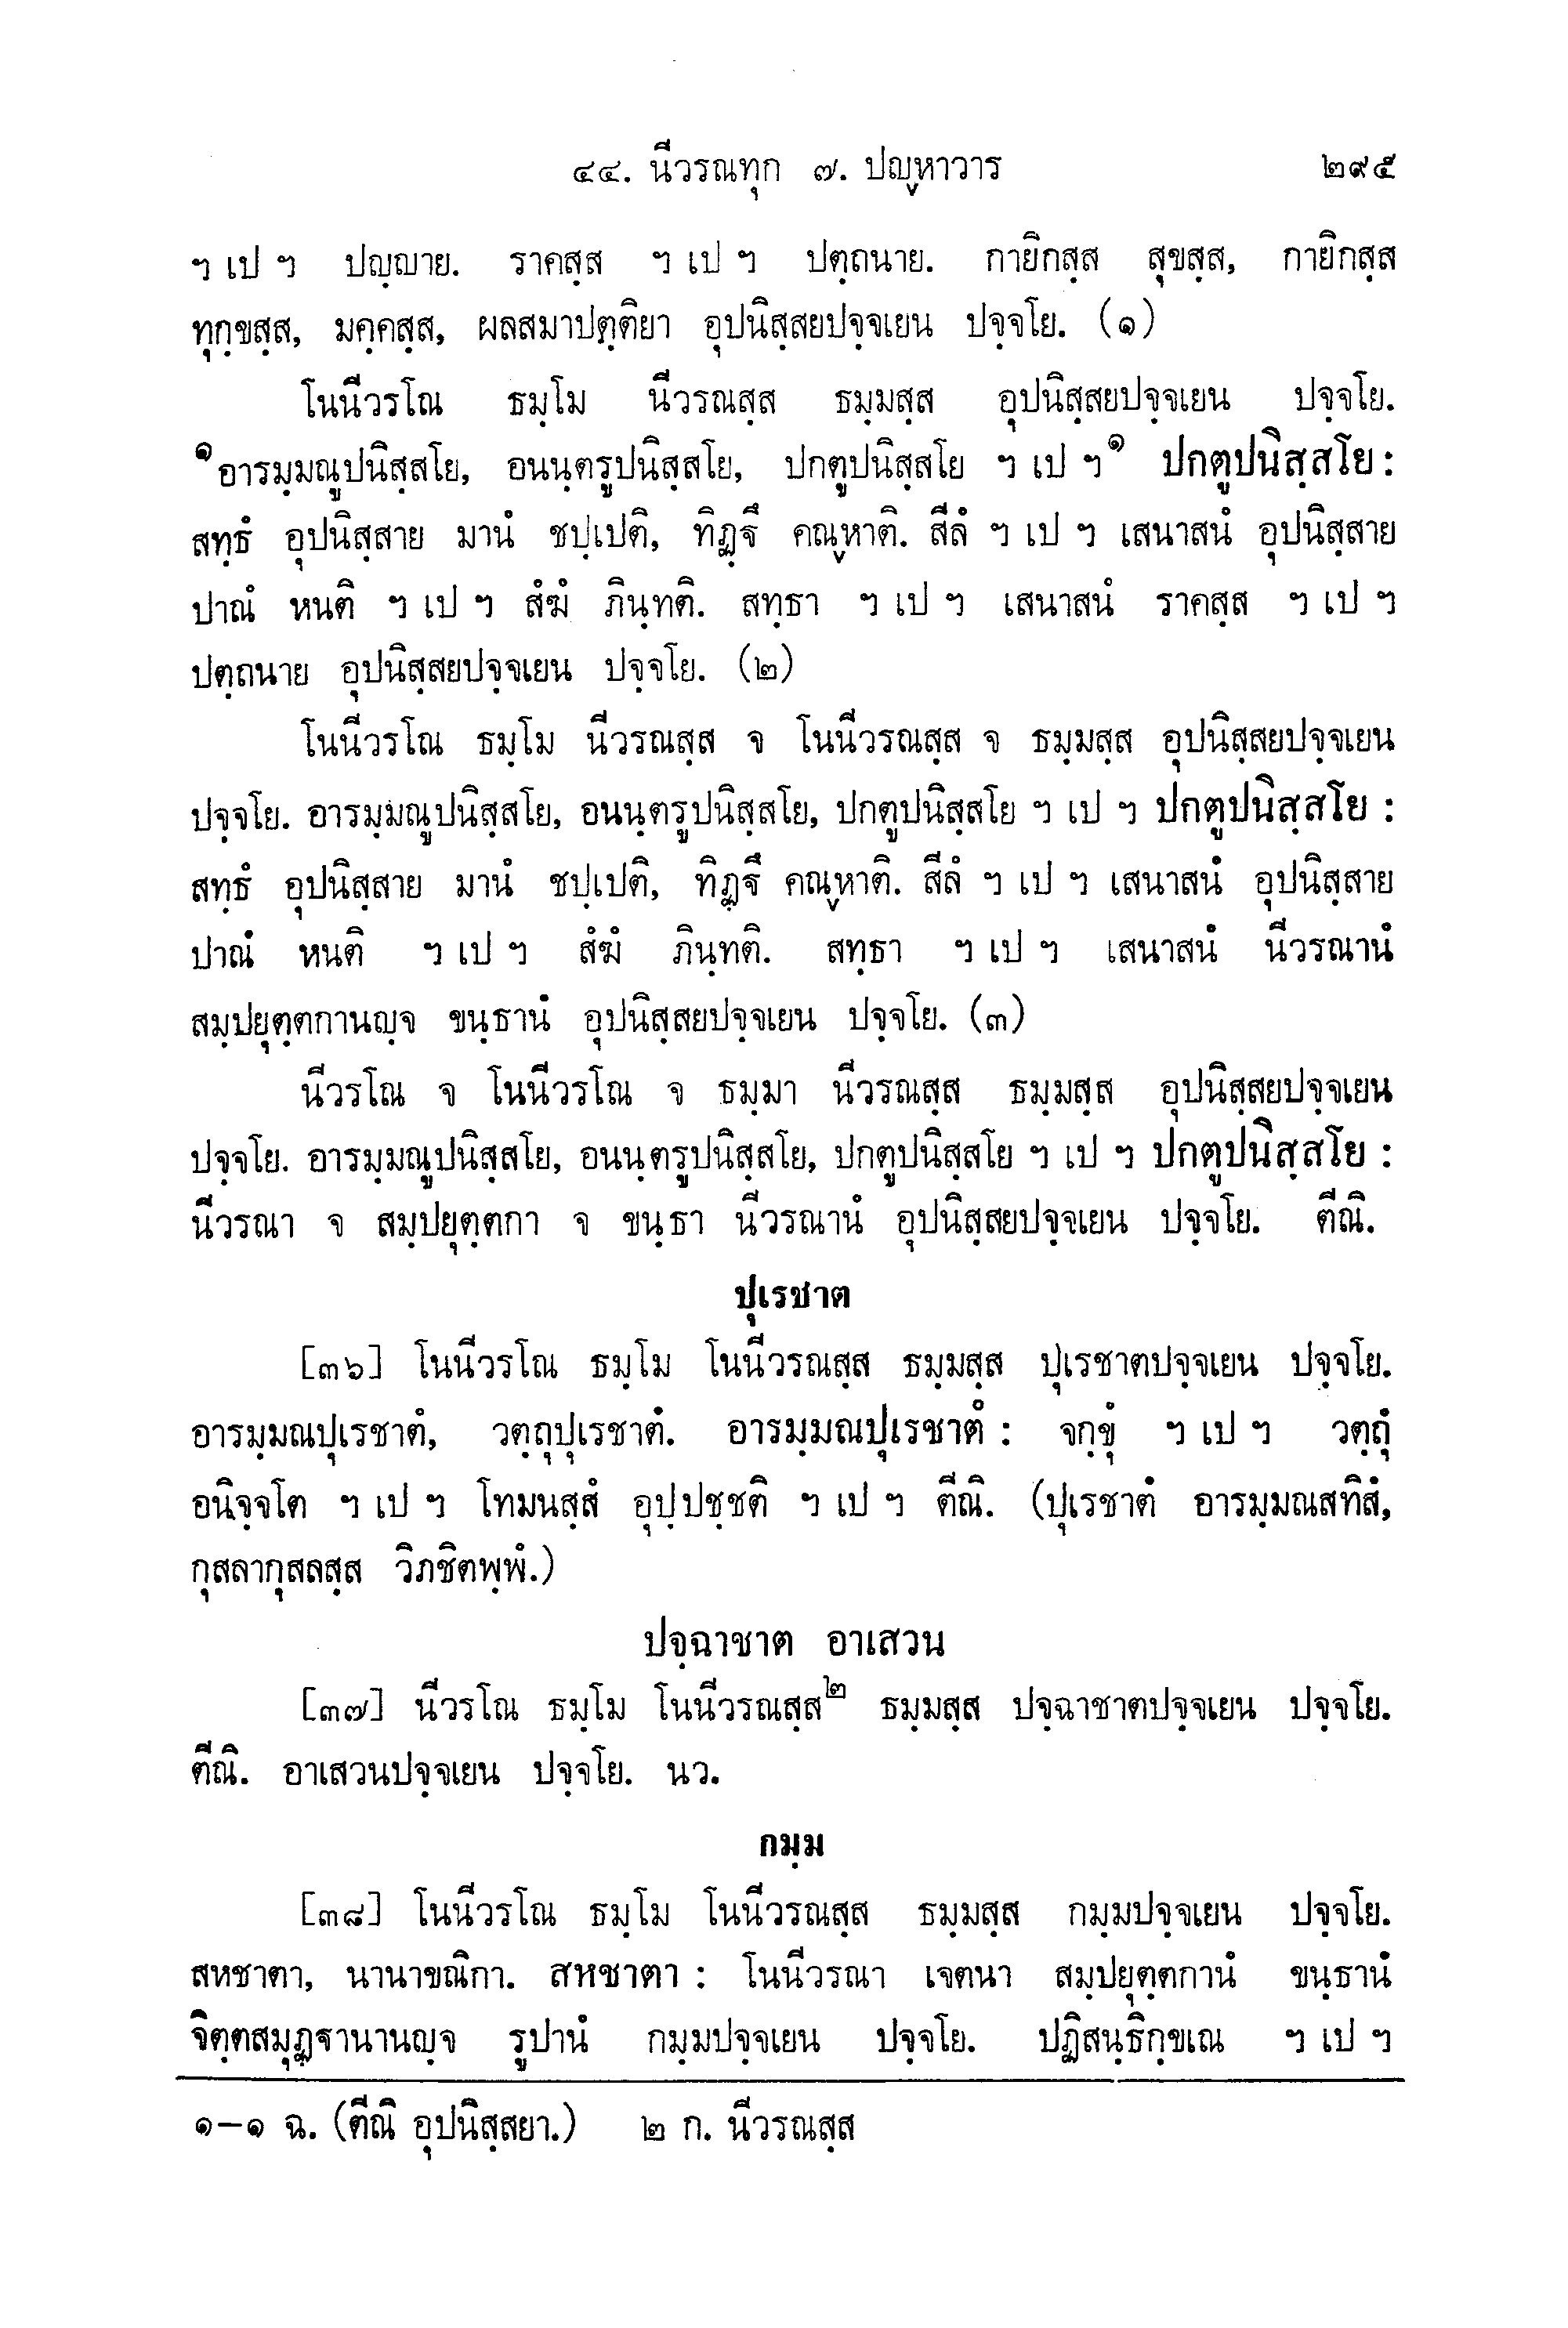 ๔๔. นีวรณทุก ๗. ปญฺหาวาร ๒๙๕
ฯ เป ฯ ปญฺญาย. ราคสฺส ฯ เป ฯ ปตฺถนาย. กายิกสฺส สุขสฺส, กายิกสฺส
ทุกฺขสฺส, มคฺคสฺส, ผลสมาปตฺติยา อุปนิสฺสยปจฺจเยน ปจฺจโย. (๑)
โนนีวรโณ ธมฺโม นีวรณสฺส ธมฺมสฺส อุปนิสฺสยปจฺจเยน ปจฺจโย.
๑อารมฺมณูปนิสฺสโย, อนนฺตรูปนิสฺสโย, ปกตูปนิสฺสโย ฯ เป ฯ๑ ปกตูปนิสฺสโย :
สทฺธํ อุปนิสฺสาย มานํ ชปฺเปติ, ทิฏฺฐึ คณฺหาติ. สีลํ ฯ เป ฯ เสนาสนํ อุปนิสฺสาย
ปาณํ หนติ ฯ เป ฯ สํฆํ ภินฺทติ. สทฺธา ฯ เป ฯ เสนาสนํ ราคสฺส ฯ เป ฯ
ปตฺถนาย อุปนิสฺสยปจฺจเยน ปจฺจโย. (๒)
โนนีวรโณ ธมฺโม นีวรณสฺส จ โนนีวรณสฺส จ ธมฺมสฺส อุปนิสฺสยปจฺจเยน
ปจฺจโย. อารมฺมณูปนิสฺสโย, อนนฺตรูปนิสฺสโย, ปกตูปนิสฺสโย ฯ เป ฯ ปกตูปนิสฺสโย :
สทฺธํ อุปนิสฺสาย มานํ ชปฺเปติ, ทิฏฺฐึ คณฺหาติ. สีลํ ฯ เป ฯ เสนาสนํ อุปนิสฺสาย
ปาณํ หนติ ฯ เป ฯ สํฆํ ภินฺทติ. สทฺธา ฯ เป ฯ เสนาสนํ นีวรณานํ
สมฺปยุตฺตกานญฺจ ขนฺธานํ อุปนิสฺสยปจฺจเยน ปจฺจโย. (๓)
นีวรโณ จ โนนีวรโณ จ ธมฺมา นีวรณสฺส ธมฺมสฺส อุปนิสฺสยปจฺจเยน
ปจฺจโย. อารมฺมณูปนิสฺสโย, อนนฺตรูปนิสฺสโย, ปกตูปนิสฺสโย ฯ เป ฯ ปกตูปนิสฺสโย :
นีวรณา จ สมฺปยุตฺตกา จ ขนฺธา นีวรณานํ อุปนิสฺสยปจฺจเยน ปจฺจโย. ตีณิ.
ปุเรชาต
[๓๖] โนนีวรโณ ธมฺโม โนนีวรณสฺส ธมฺมสฺส ปุเรชาตปจฺจเยน ปจฺจโย.
อารมฺมณปุเรชาตํ, วตฺถุปุเรชาตํ. อารมฺมณปุเรชาตํ : จกฺขุํ ฯ เป ฯ วตฺถุํ
อนิจฺจโต ฯ เป ฯ โทมนสฺสํ อุปฺปชฺชติ ฯ เป ฯ ตีณิ. (ปุเรชาตํ อารมฺมณสทิสํ,
กุสลากุสลสฺส วิภชิตพฺพํ.)
ปจฺฉาชาต อาเสวน
[๓๗] นีวรโณ ธมฺโม โนนีวรณสฺส๒ ธมฺมสฺส ปจฺฉาชาตปจฺจเยน ปจฺจโย.
ตีณิ. อาเสวนปจฺจเยน ปจฺจโย. นว.
กมฺม
[๓๘] โนนีวรโณ ธมฺโม โนนีวรณสฺส ธมฺมสฺส กมฺมปจฺจเยน ปจฺจโย.
สหชาตา, นานาขณิกา. สหชาตา : โนนีวรณา เจตนา สมฺปยุตฺตกานํ ขนฺธานํ
จิตฺตสมุฏฺฐานานญฺจ รูปานํ กมฺมปจฺจเยน ปจฺจโย. ปฏิสนฺธิกฺขเณ ฯ เป ฯ
๑-๑ ฉ. (ตีณิ อุปนิสฺสยา.) ๒ ก. นีวรณสฺส